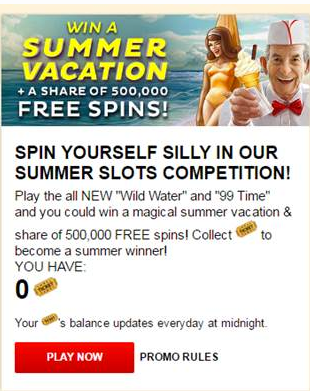 WIN A
SUMMER
VACATION
+ A SHARE OF 500,000
FREE SPINS!
SPIN YOURSELF SILLY IN OUR
SUMMER SLOTS COMPETITION!
Play the all NEW "Wild Water" and "99 Time"
and you could win a magical summer vacation &
share of 500,000 FREE spins! Collect to
become a summer winner!
YOU HAVE:
0
Your 's balance updates everyday at midnight.
PLAY NOW PROMO RULES